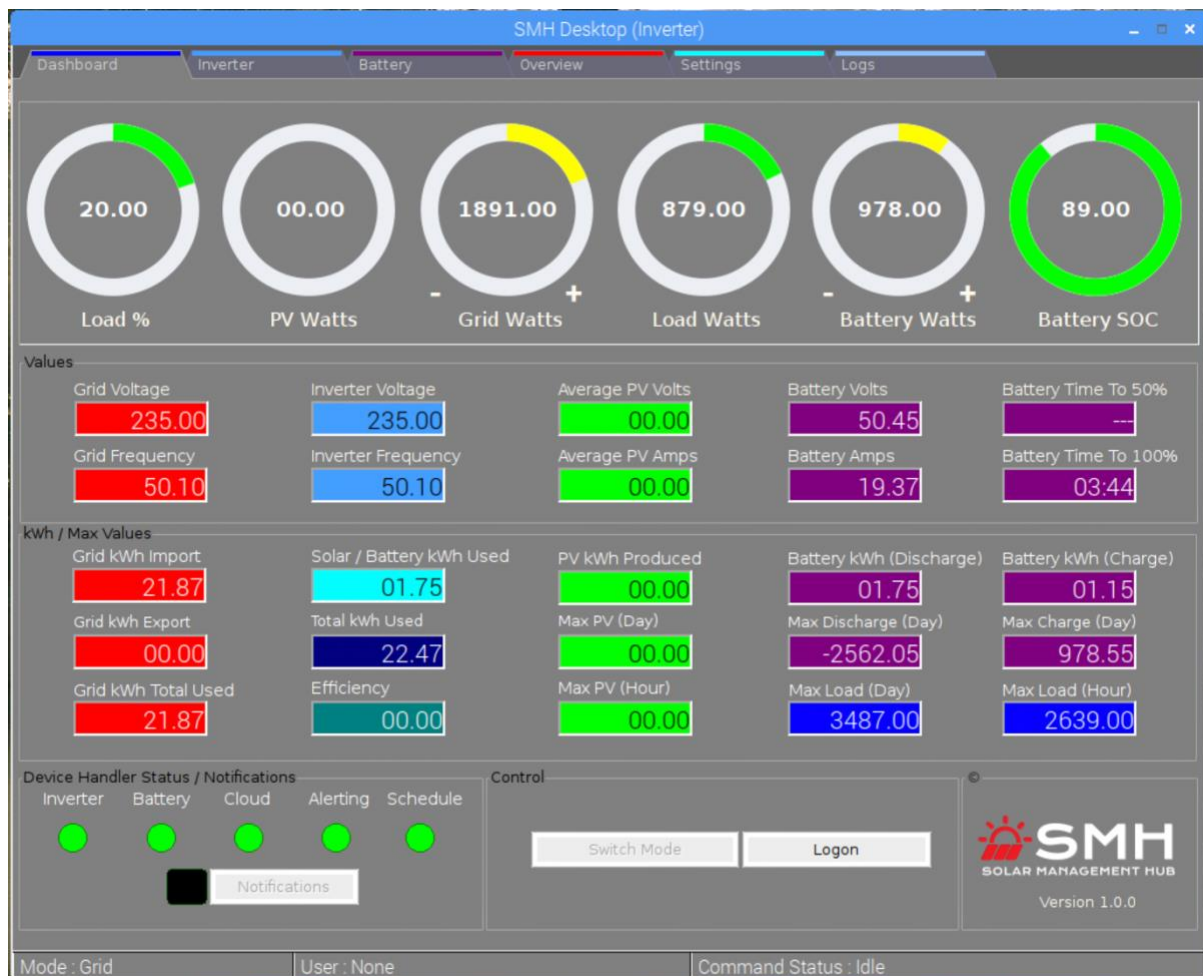 SMH Desktop (Inverter)
Dashboard Inverter Battery Overview Settings Logs
20.00 00.00 1891.00 879.00 978.00 89.00
- + - +
Load % PV Watts Grid Watts Load Watts Battery Watts Battery SOC
Values
Grid Voltage Inverter Voltage Average PV Volts Battery Volts Battery Time To 50%
235.00 235.00 00.00 50.45 ---
Grid Frequency Inverter Frequency Average PV Amps Battery Amps Battery Time To 100%
50.10 50.10 00.00 19.37 03:44
kWh / Max Values
Grid kWh Import Solar / Battery kWh Used PV kWh Produced Battery kWh (Discharge) Battery kWh (Charge)
21.87 01.75 00.00 01.75 01.15
Grid kWh Export Total kWh Used Max PV (Day) Max Discharge (Day) Max Charge (Day)
00.00 22.47 00.00 -2562.05 978.55
Grid kWh Total Used Efficiency Max PV (Hour) Max Load (Day) Max Load (Hour)
21.87 00.00 00.00 3487.00 2639.00
Device Handler Status / Notifications Control ©
Inverter Battery Cloud Alerting Schedule
Switch Mode Logon
SMH
SOLAR MANAGEMENT HUB
Notifications
Version 1.0.0
Mode : Grid User : None Command Status : Idle